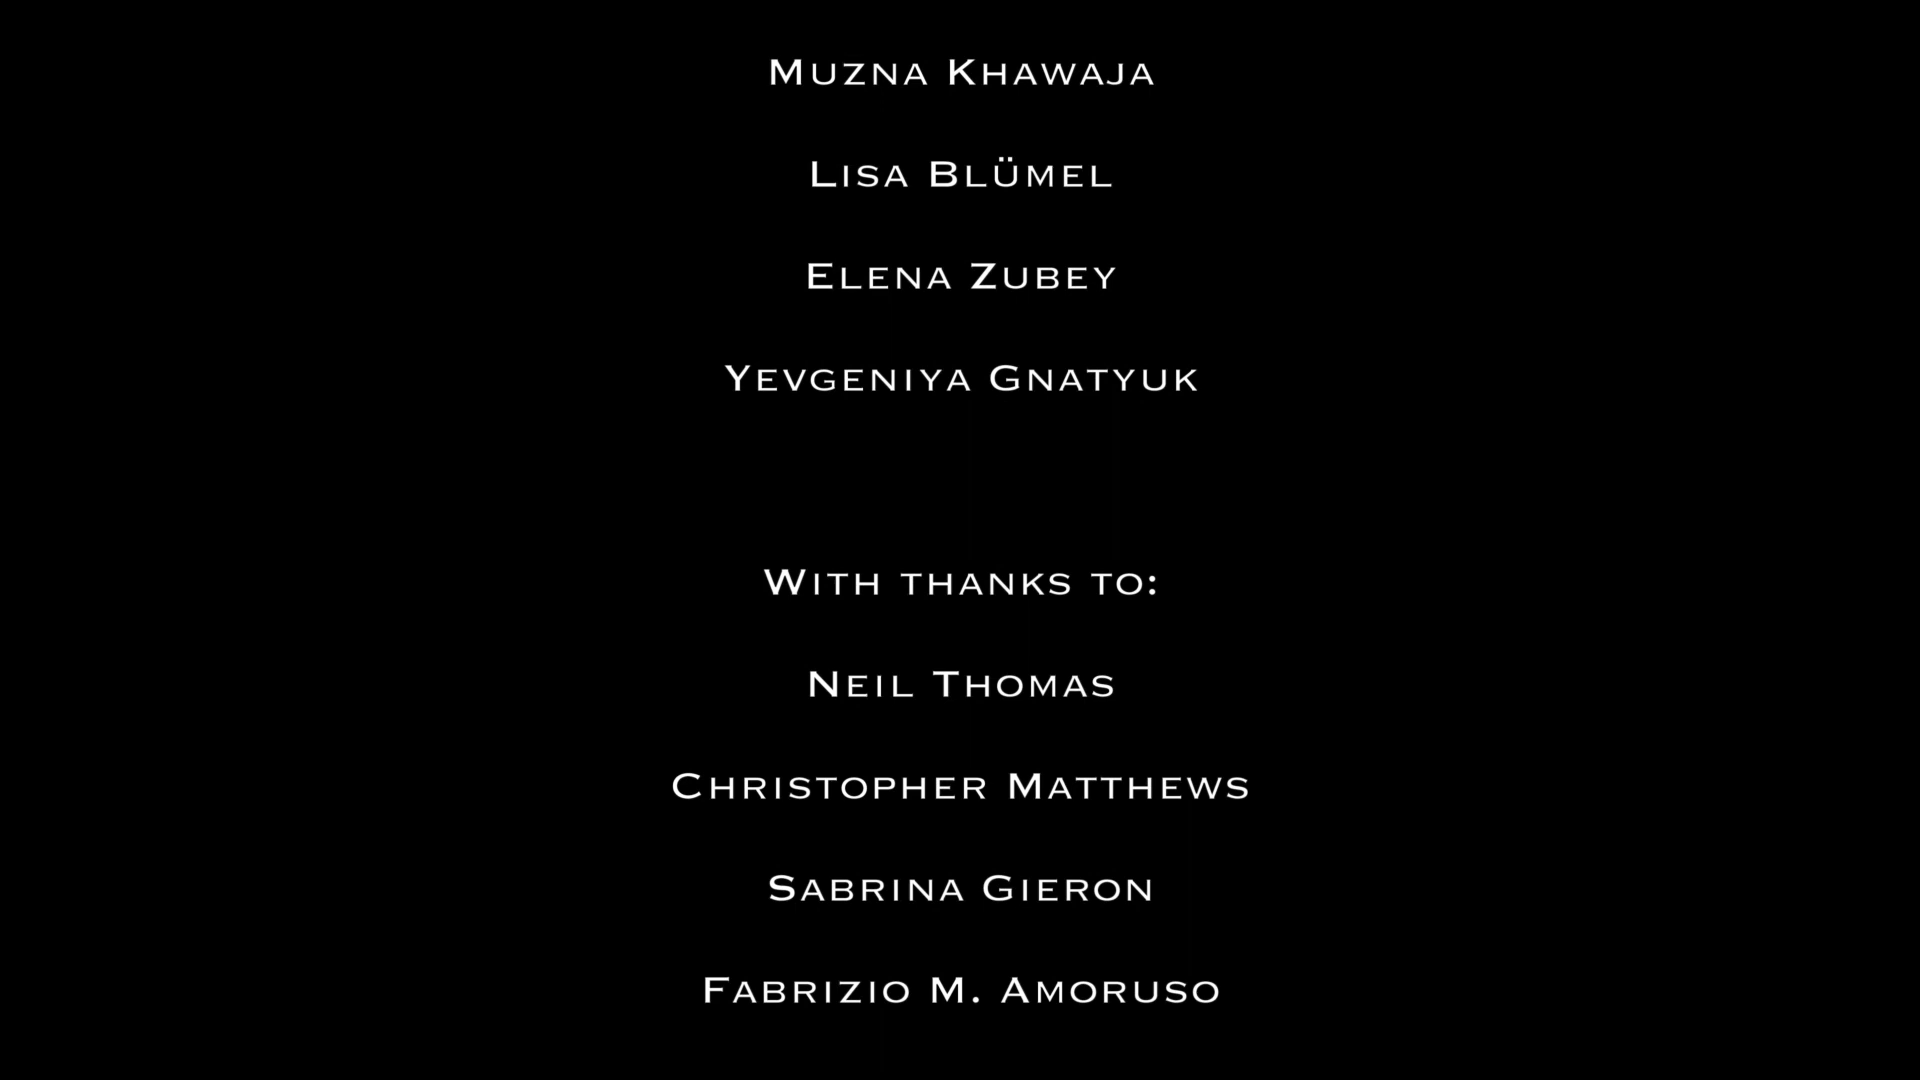 Muzna Khawaja
Lisa Blümel
Elena Zubey
Yevgeniya Gnatyuk
With thanks to:
Neil Thomas
Christopher Matthews
Sabrina Gieron
Fabrizio M. Amoruso